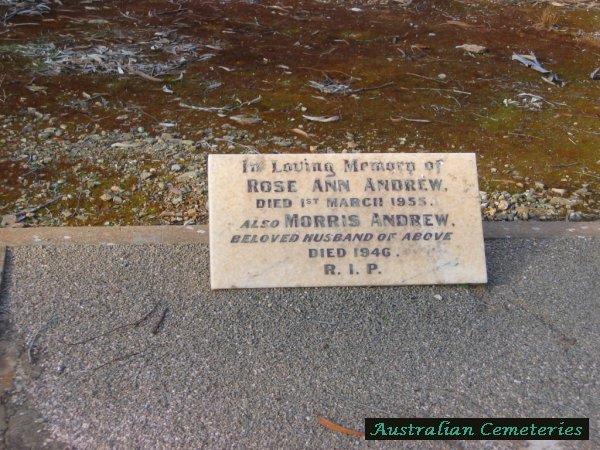 In Loving Memory of
ROSE ANN ANDREW,
DIED 1ST MARCH 1955.
ALSO MORRIS ANDREW,
BELOVED HUSBAND OF ABOVE
DIED 1946.
R. I. P.
Australian Cemeteries